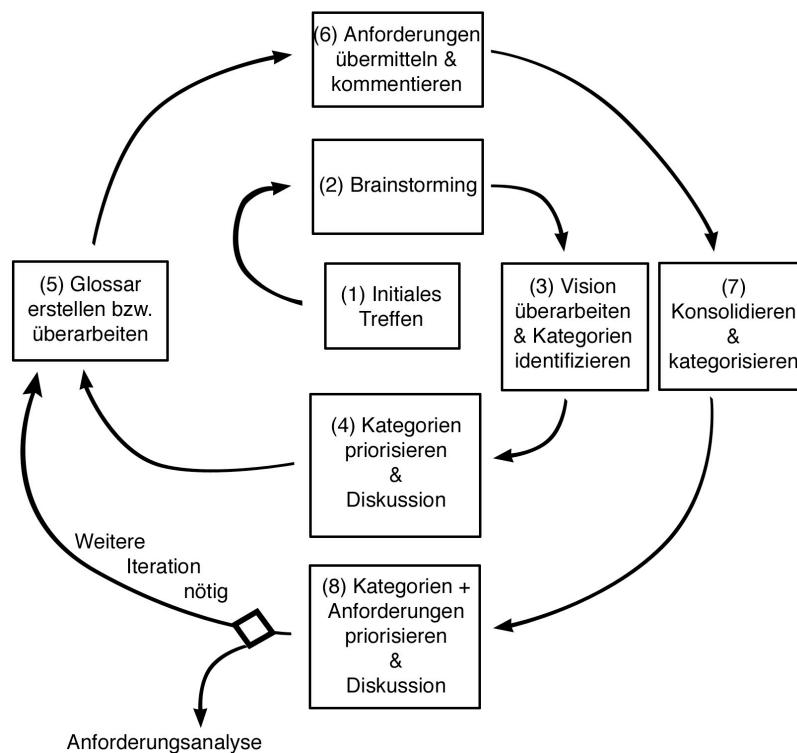 (6) Anforderungen
übermitteln &
kommentieren
(2) Brainstorming
(1) Initiales
Treffen
(5) Glossar
erstellen bzw.
überarbeiten
(3) Vision
überarbeiten
& Kategorien
identifizieren
(7)
Konsolidieren
&
kategorisieren
(4) Kategorien
priorisieren
&
Diskussion
Weitere
Iteration
nötig
(8) Kategorien +
Anforderungen
priorisieren
&
Diskussion
Anforderungsanalyse